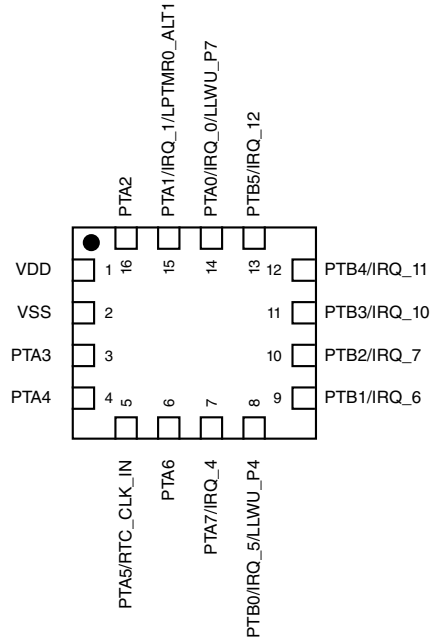 PTA2
PTA1/IRQ_1/LPTMR0_ALT1
PTA0/IRQ_0/LLWU_P7
PTB5/IRQ_12
16
15
14
13
VDD
1
VSS
2
PTA3
3
PTA4
4
12
PTB4/IRQ_11
11
PTB3/IRQ_10
10
PTB2/IRQ_7
9
PTB1/IRQ_6
5
6
7
8
PTA5/RTC_CLK_IN
PTA6
PTA7/IRQ_4
PTB0/IRQ_5/LLWU_P4